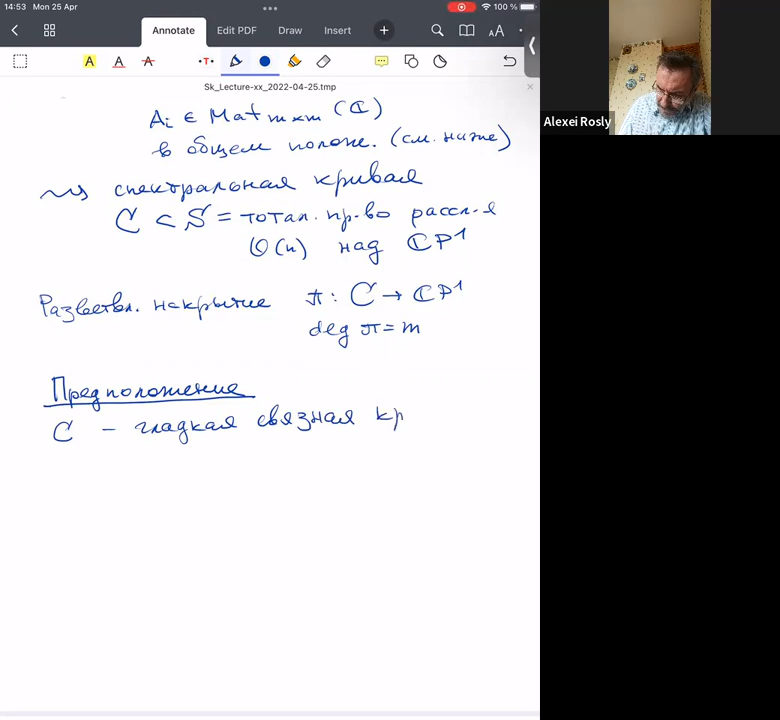 14:53 Mon 25 Apr
100 %
Annotate Edit PDF Draw Insert
AA
A A A T
Sk_Lecture-xx_2022-04-25.tmp
Ai ∈ Mat m×m (ℂ)
в общем полож. (см. ниже)
⇝ спектральная кривая
C ⊂ S = тотал. пр-во рассл-я
O(n) над ℂP¹
Разветвл. накрытие π : C → ℂP¹
deg π = m
Предположение
C – гладкая связная кр
Alexei Rosly